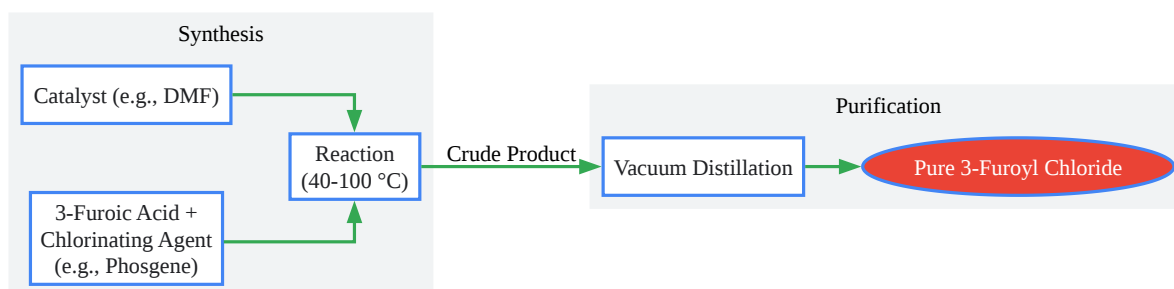 Synthesis
Catalyst (e.g., DMF)
3-Furoic Acid +
Chlorinating Agent
(e.g., Phosgene)
Reaction
(40-100 °C)
Crude Product
Purification
Vacuum Distillation
Pure 3-Furoyl Chloride